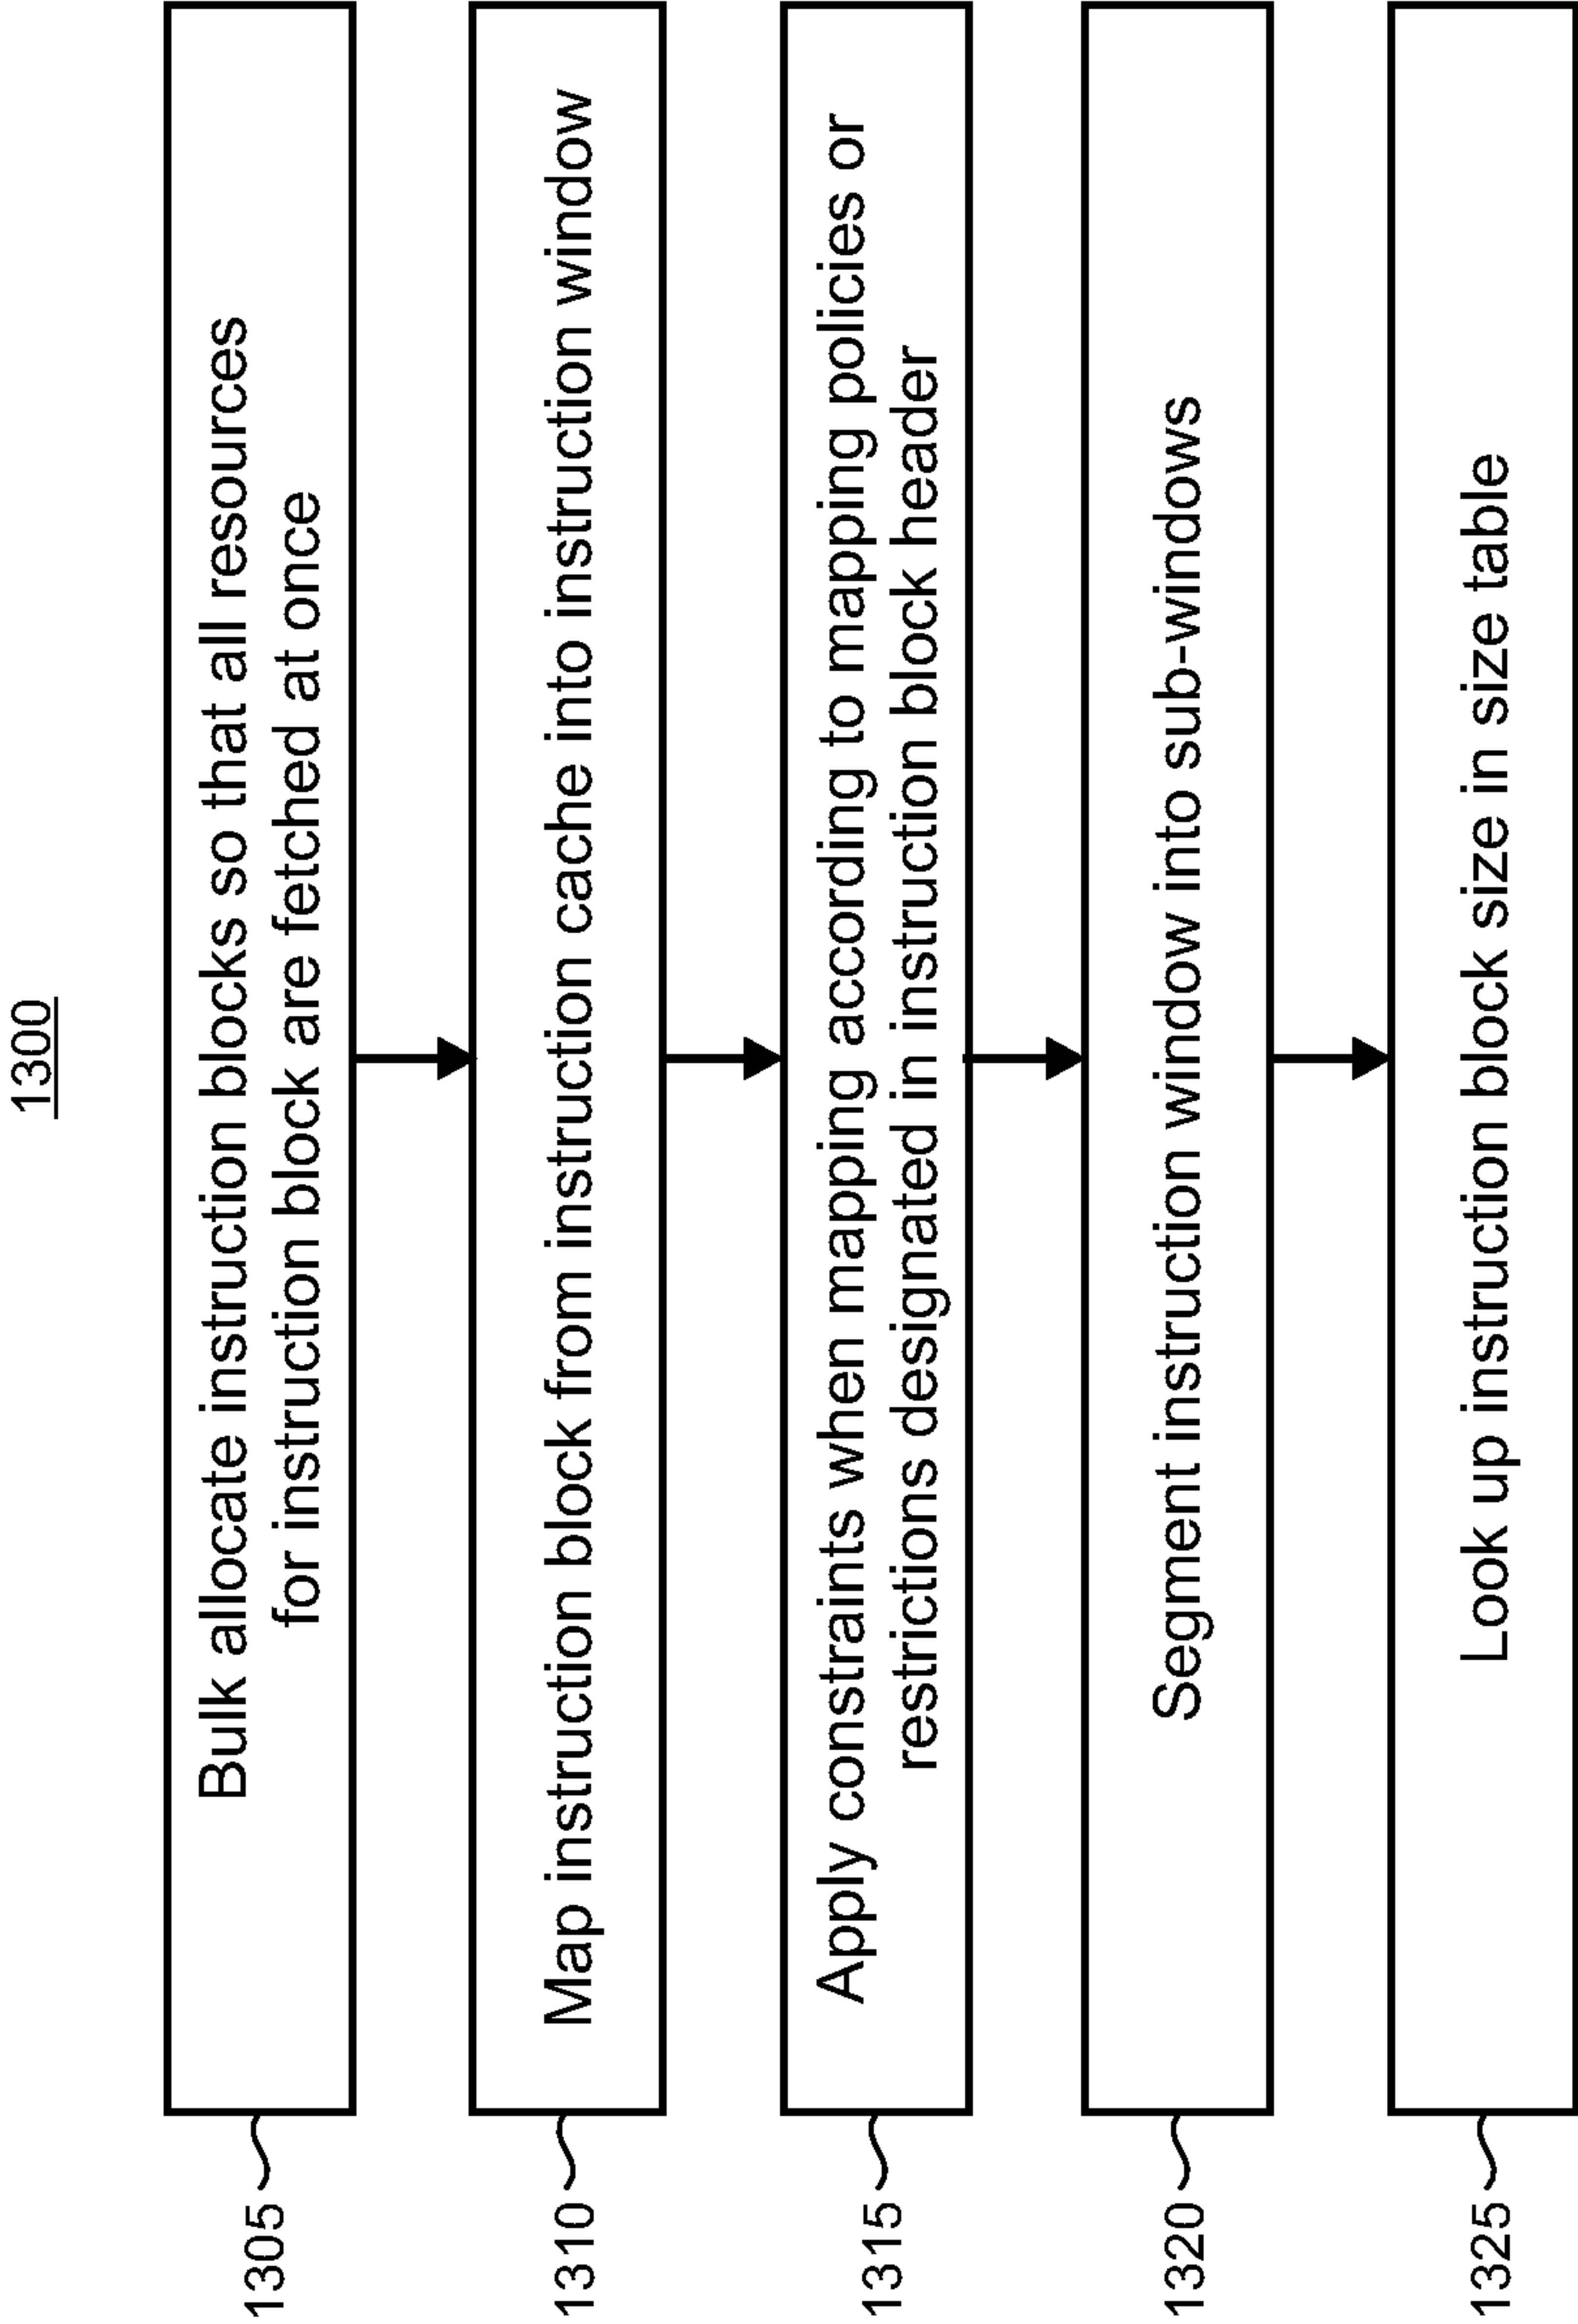 1300
1305
Bulk allocate instruction blocks so that all resources
for instruction block are fetched at once
1310
Map instruction block from instruction cache into instruction window
1315
Apply constraints when mapping according to mapping policies or
restrictions designated in instruction block header
1320
Segment instruction window into sub-windows
1325
Look up instruction block size in size table